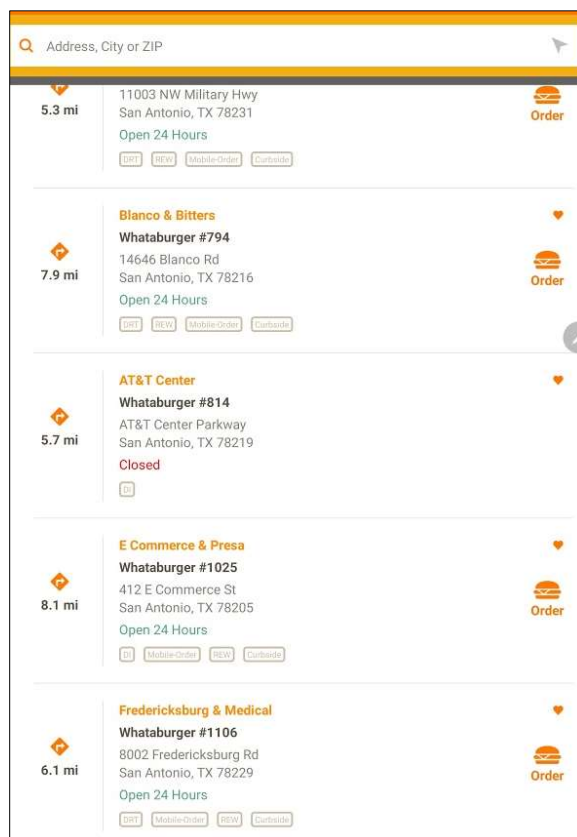 Address, City or ZIP
11003 NW Military Hwy
5.3 mi
San Antonio, TX 78231
Order
Open 24 Hours
DRT REW Mobile-Order Curbside
Blanco & Bitters
Whataburger #794
14646 Blanco Rd
7.9 mi
San Antonio, TX 78216
Order
Open 24 Hours
DRT REW Mobile-Order Curbside
AT&T Center
Whataburger #814
AT&T Center Parkway
5.7 mi
San Antonio, TX 78219
Closed
DI
E Commerce & Presa
Whataburger #1025
412 E Commerce St
8.1 mi
San Antonio, TX 78205
Order
Open 24 Hours
DI Mobile-Order REW Curbside
Fredericksburg & Medical
Whataburger #1106
8002 Fredericksburg Rd
6.1 mi
San Antonio, TX 78229
Order
Open 24 Hours
DRT Mobile-Order REW Curbside